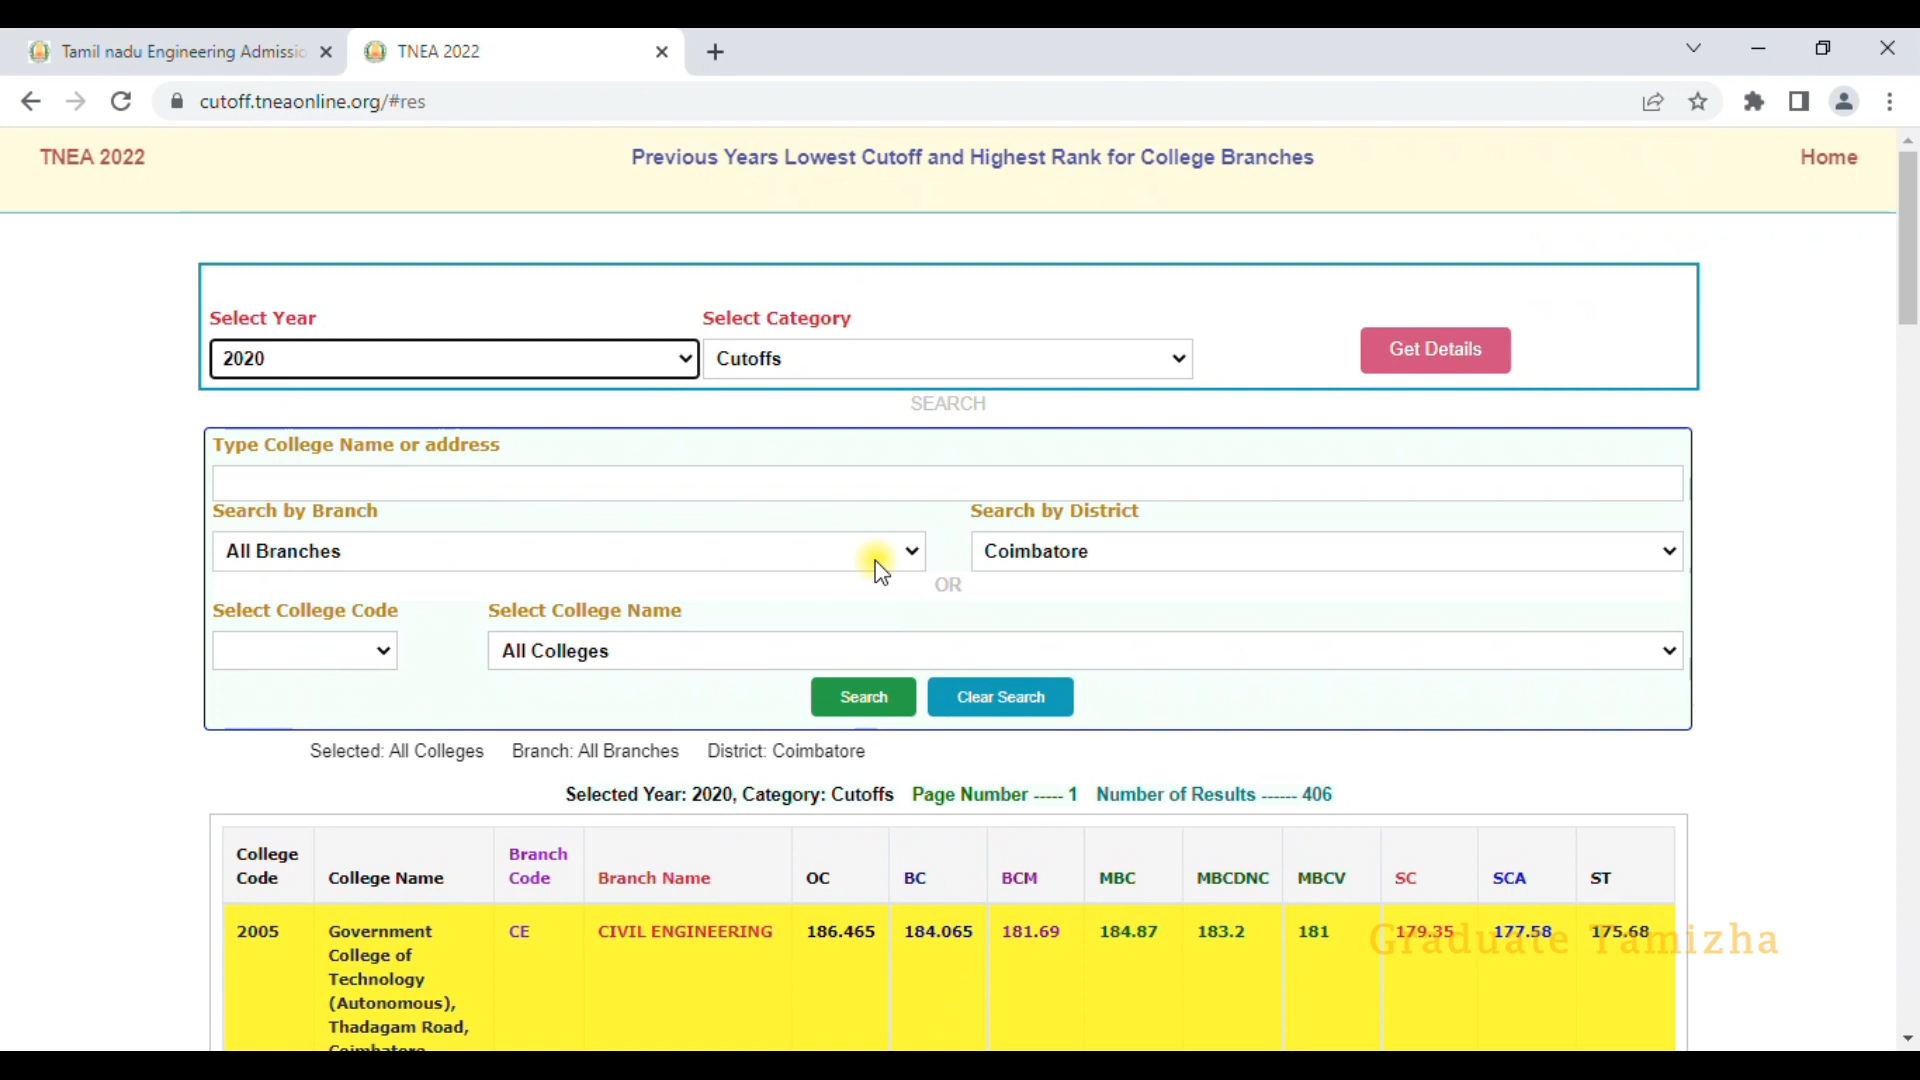 Tamil nadu Engineering Admissio
TNEA 2022
cutoff.tneaonline.org/#res
TNEA 2022
Previous Years Lowest Cutoff and Highest Rank for College Branches
Home
Select Year
Select Category
2020
Cutoffs
Get Details
SEARCH
Type College Name or address
Search by Branch
Search by District
All Branches
Coimbatore
OR
Select College Code
Select College Name
All Colleges
Search
Clear Search
Selected: All Colleges Branch: All Branches District: Coimbatore
Selected Year: 2020, Category: Cutoffs Page Number ----- 1 Number of Results ------ 406
College Code College Name Branch Code Branch Name OC BC BCM MBC MBCDNC MBCV SC SCA ST
2005 Government CE CIVIL ENGINEERING 186.465 184.065 181.69 184.87 183.2 181 179.35 177.58 175.68
College of
Technology
(Autonomous),
Thadagam Road,
Coimbatore
Graduate Tamizha